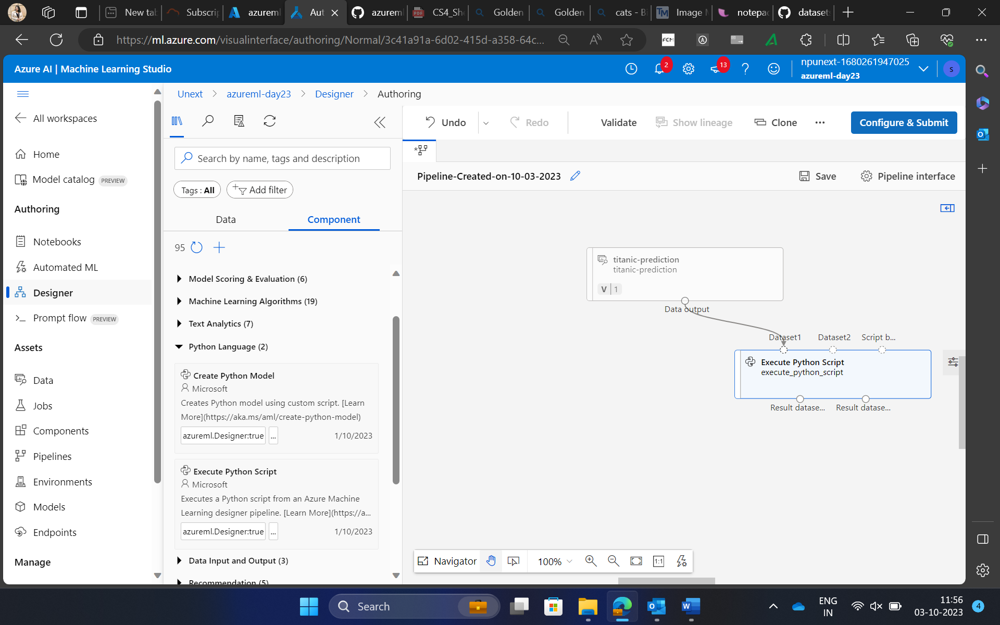 New tab
Subscrip
azureml
Aut
azureml
CS4_She
Golden
Golden
cats - Bi
TM
Image M
notepad
datasets
https://ml.azure.com/visualinterface/authoring/Normal/3c41a91a-6d02-415d-a358-64c...
FCM
Azure AI | Machine Learning Studio
2
13
npunext-1680261947025
azureml-day23
S
All workspaces
Home
Model catalog PREVIEW
Authoring
Notebooks
Automated ML
Designer
Prompt flow PREVIEW
Assets
Data
Jobs
Components
Pipelines
Environments
Models
Endpoints
Manage
Unext > azureml-day23 > Designer > Authoring
Search by name, tags and description
Tags : All
Add filter
Data
Component
95
Model Scoring & Evaluation (6)
Machine Learning Algorithms (19)
Text Analytics (7)
Python Language (2)
Create Python Model
Microsoft
Creates Python model using custom script. [Learn
More](https://aka.ms/aml/create-python-model)
azureml.Designer:true ... 1/10/2023
Execute Python Script
Microsoft
Executes a Python script from an Azure Machine
Learning designer pipeline. [Learn More](https://a...
azureml.Designer:true ... 1/10/2023
Data Input and Output (3)
Recommendation (5)
Undo
Redo
Validate
Show lineage
Clone
...
Configure & Submit
Pipeline-Created-on-10-03-2023
Save
Pipeline interface
titanic-prediction
titanic-prediction
V 1
Data output
Dataset1 Dataset2 Script b...
Execute Python Script
execute_python_script
Result datase... Result datase...
Navigator
100%
1:1
Search
ENG
IN
11:56
03-10-2023
4